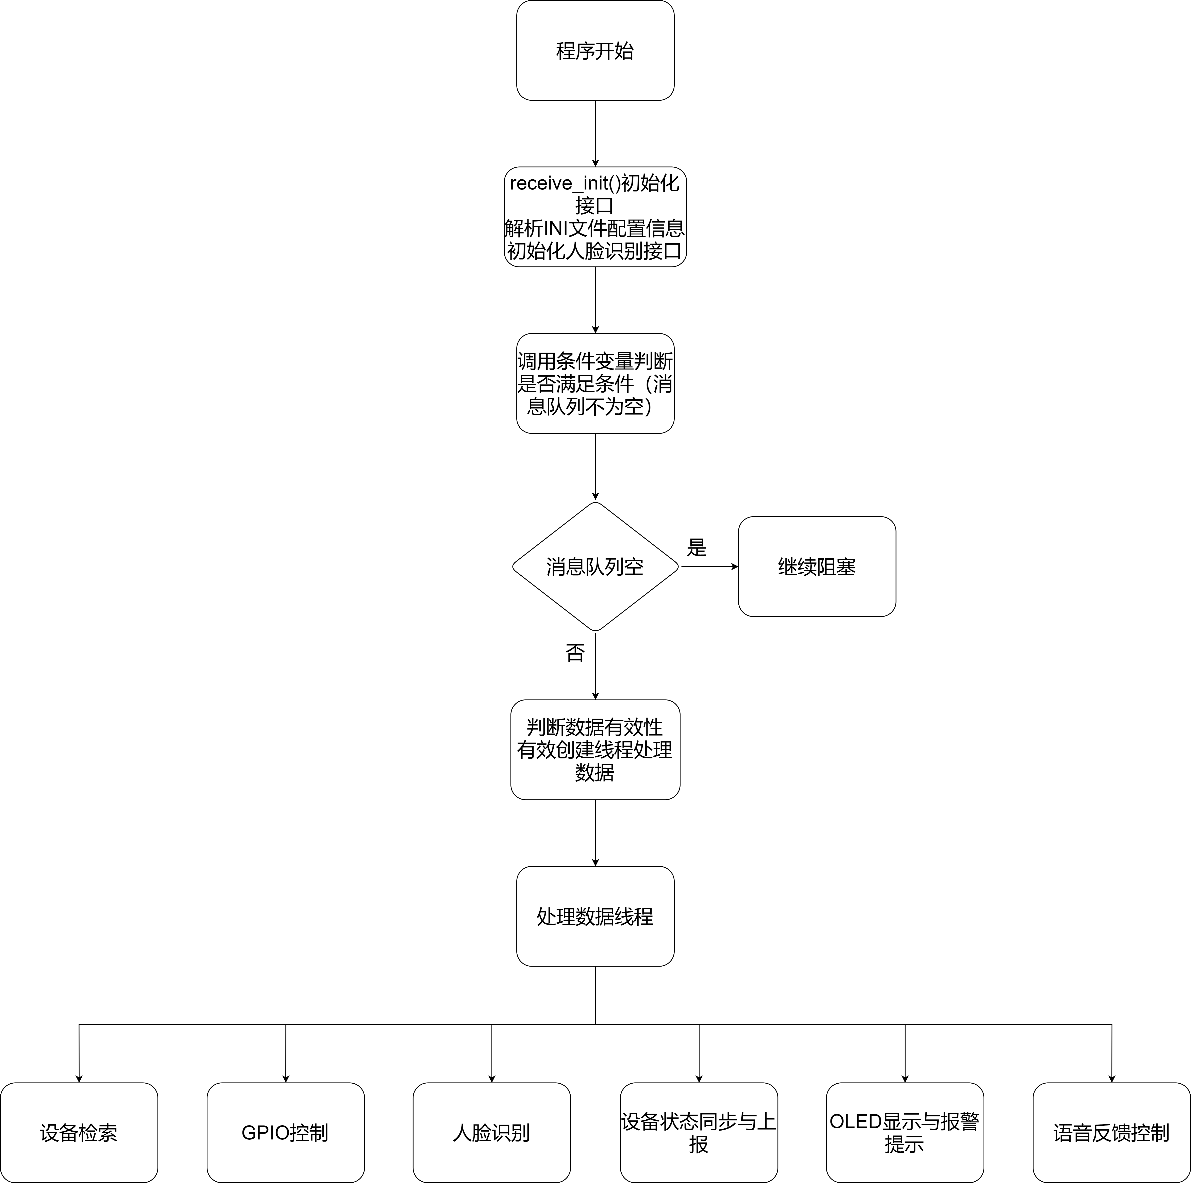 程序开始
receive_init()初始化
接口
解析INI文件配置信息
初始化人脸识别接口
调用条件变量判断
是否满足条件（消
息队列不为空）
消息队列空
是
继续阻塞
否
判断数据有效性
有效创建线程处理
数据
处理数据线程
设备检索
GPIO控制
人脸识别
设备状态同步与上
报
OLED显示与报警
提示
语音反馈控制